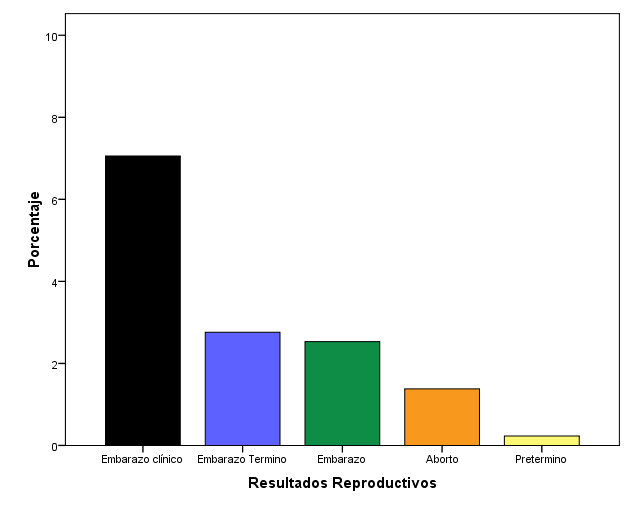 10
8
6
4
2
0
Porcentaje
Embarazo clínico
Embarazo Termino
Embarazo
Aborto
Pretermino
Resultados Reproductivos